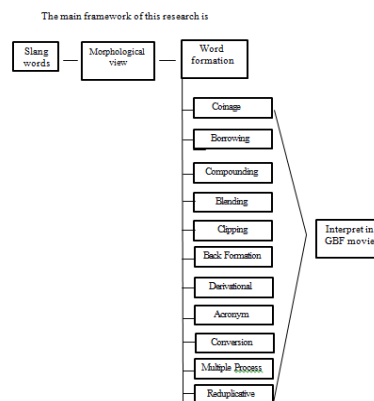 The main framework of this research is
Slang
words
Morphological
view
Word
formation
Coinage
Borrowing
Compounding
Blending
Clipping
Back Formation
Derivational
Acronym
Conversion
Multiple Process
Reduplicative
Interpret in
GBF movie